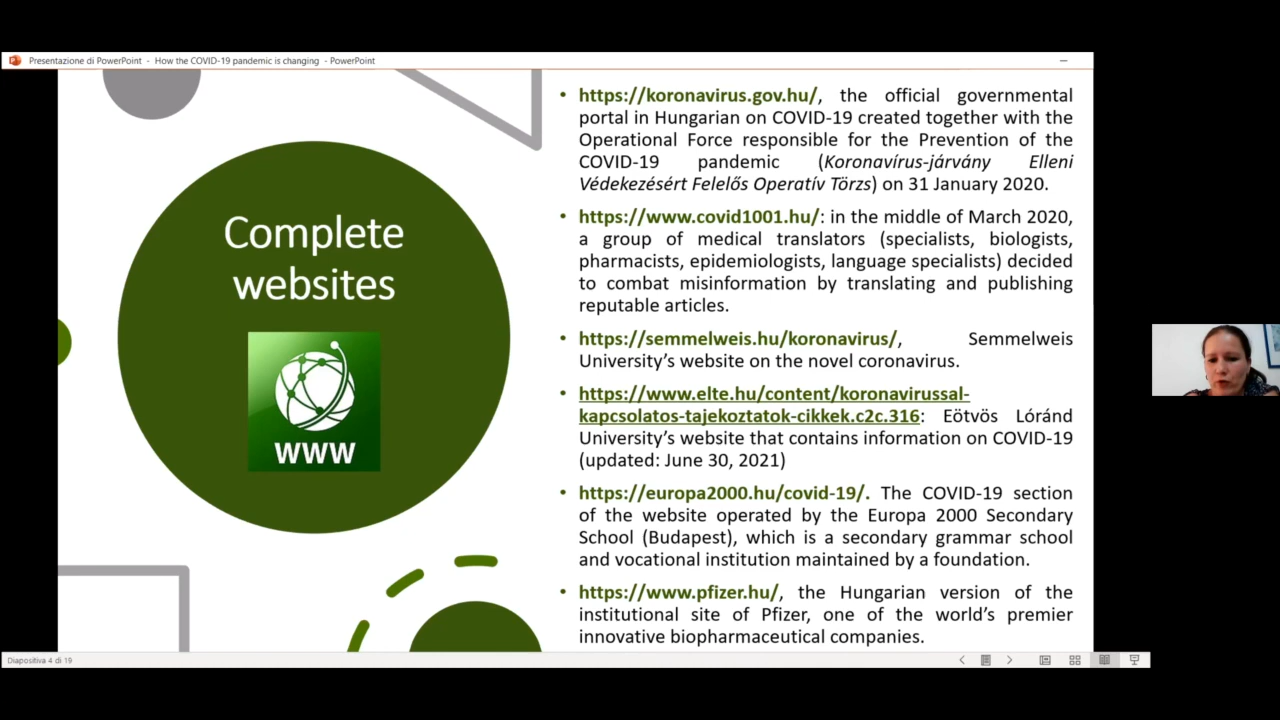 Presentazione di PowerPoint - How the COVID-19 pandemic is changing - PowerPoint
Complete
websites
WWW
• https://koronavirus.gov.hu/, the official governmental
portal in Hungarian on COVID-19 created together with the
Operational Force responsible for the Prevention of the
COVID-19 pandemic (Koronavírus-járvány Elleni
Védekezésért Felelős Operatív Törzs) on 31 January 2020.
• https://www.covid1001.hu/: in the middle of March 2020,
a group of medical translators (specialists, biologists,
pharmacists, epidemiologists, language specialists) decided
to combat misinformation by translating and publishing
reputable articles.
• https://semmelweis.hu/koronavirus/, Semmelweis
University's website on the novel coronavirus.
• https://www.elte.hu/content/koronavirussal-
kapcsolatos-tajekoztatok-cikkek.c2c.316: Eötvös Lóránd
University's website that contains information on COVID-19
(updated: June 30, 2021)
• https://europa2000.hu/covid-19/. The COVID-19 section
of the website operated by the Europa 2000 Secondary
School (Budapest), which is a secondary grammar school
and vocational institution maintained by a foundation.
• https://www.pfizer.hu/, the Hungarian version of the
institutional site of Pfizer, one of the world's premier
innovative biopharmaceutical companies.
Diapositiva 4 di 19